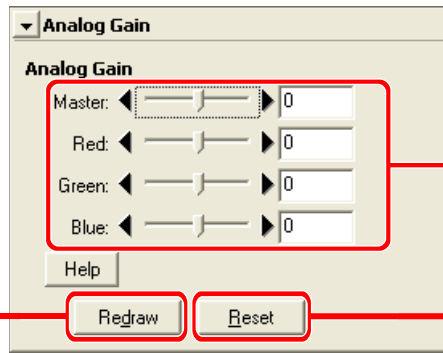 Analog Gain
Analog Gain
Master: 0
Red: 0
Green: 0
Blue: 0
Help
Redraw Reset